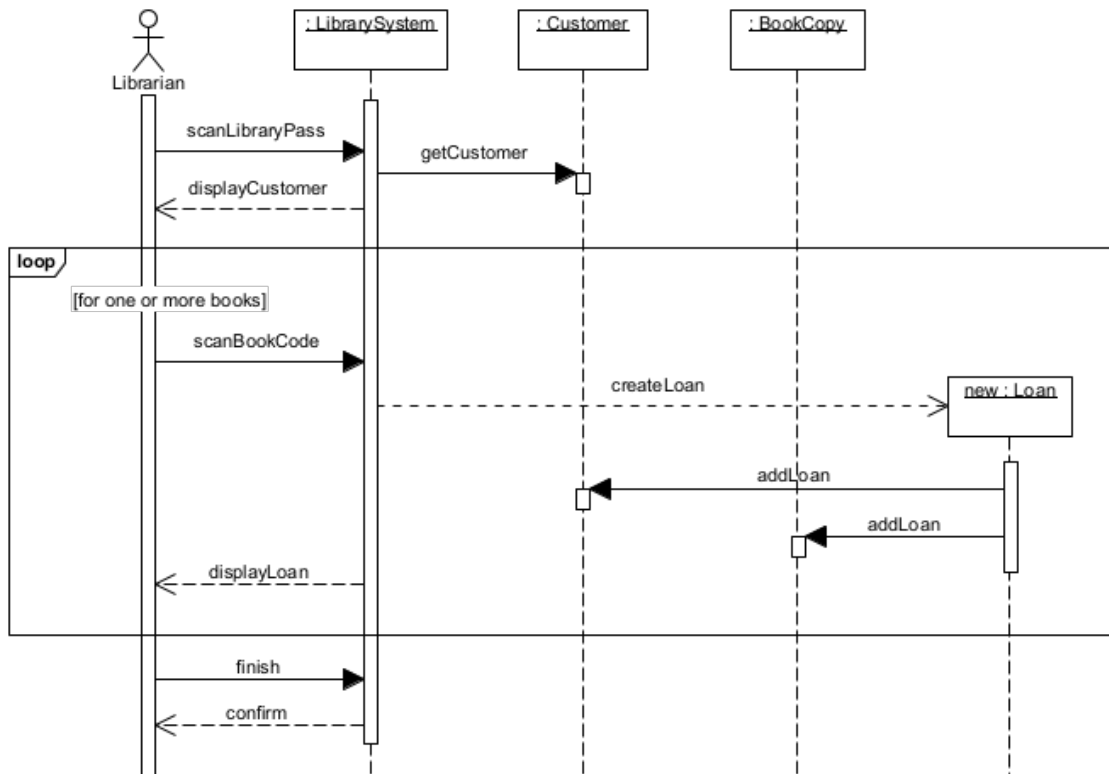 : LibrarySystem
: Customer
: BookCopy
Librarian
scanLibraryPass
getCustomer
displayCustomer
loop
[for one or more books]
scanBookCode
createLoan
new : Loan
addLoan
addLoan
displayLoan
finish
confirm